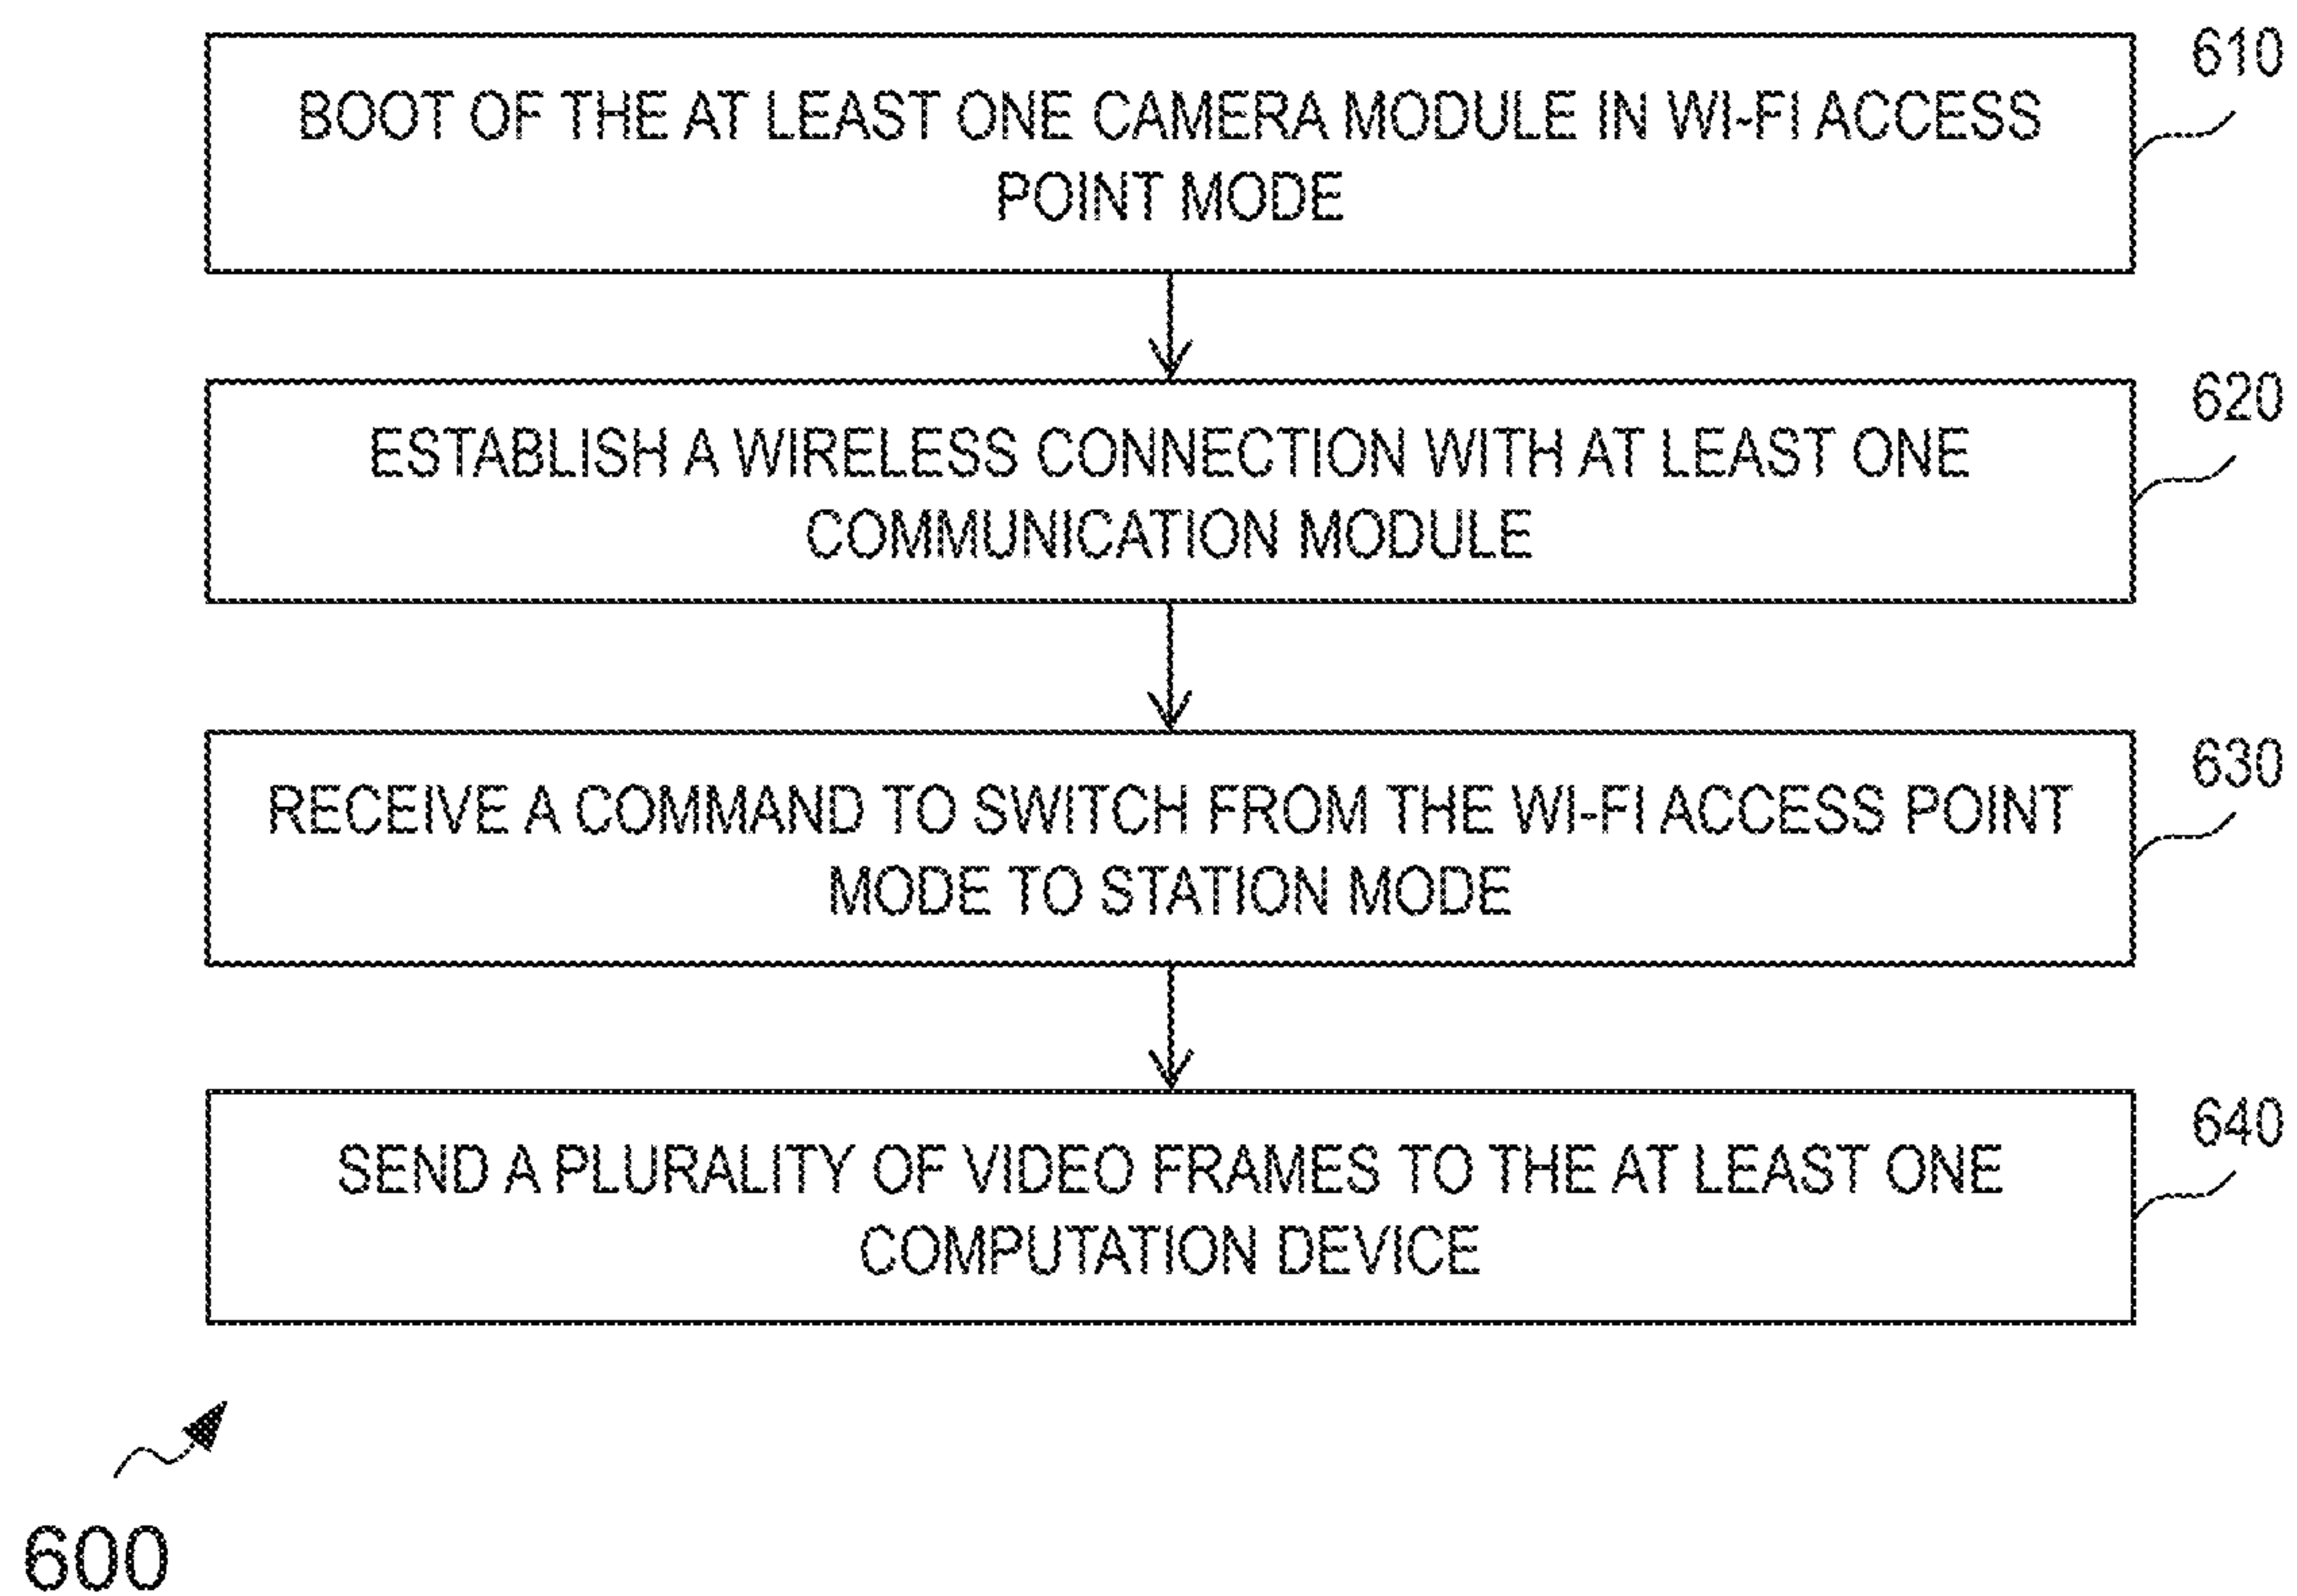 610
BOOT OF THE AT LEAST ONE CAMERA MODULE IN WI-FI ACCESS
POINT MODE
620
ESTABLISH A WIRELESS CONNECTION WITH AT LEAST ONE
COMMUNICATION MODULE
630
RECEIVE A COMMAND TO SWITCH FROM THE WI-FI ACCESS POINT
MODE TO STATION MODE
640
SEND A PLURALITY OF VIDEO FRAMES TO THE AT LEAST ONE
COMPUTATION DEVICE
600